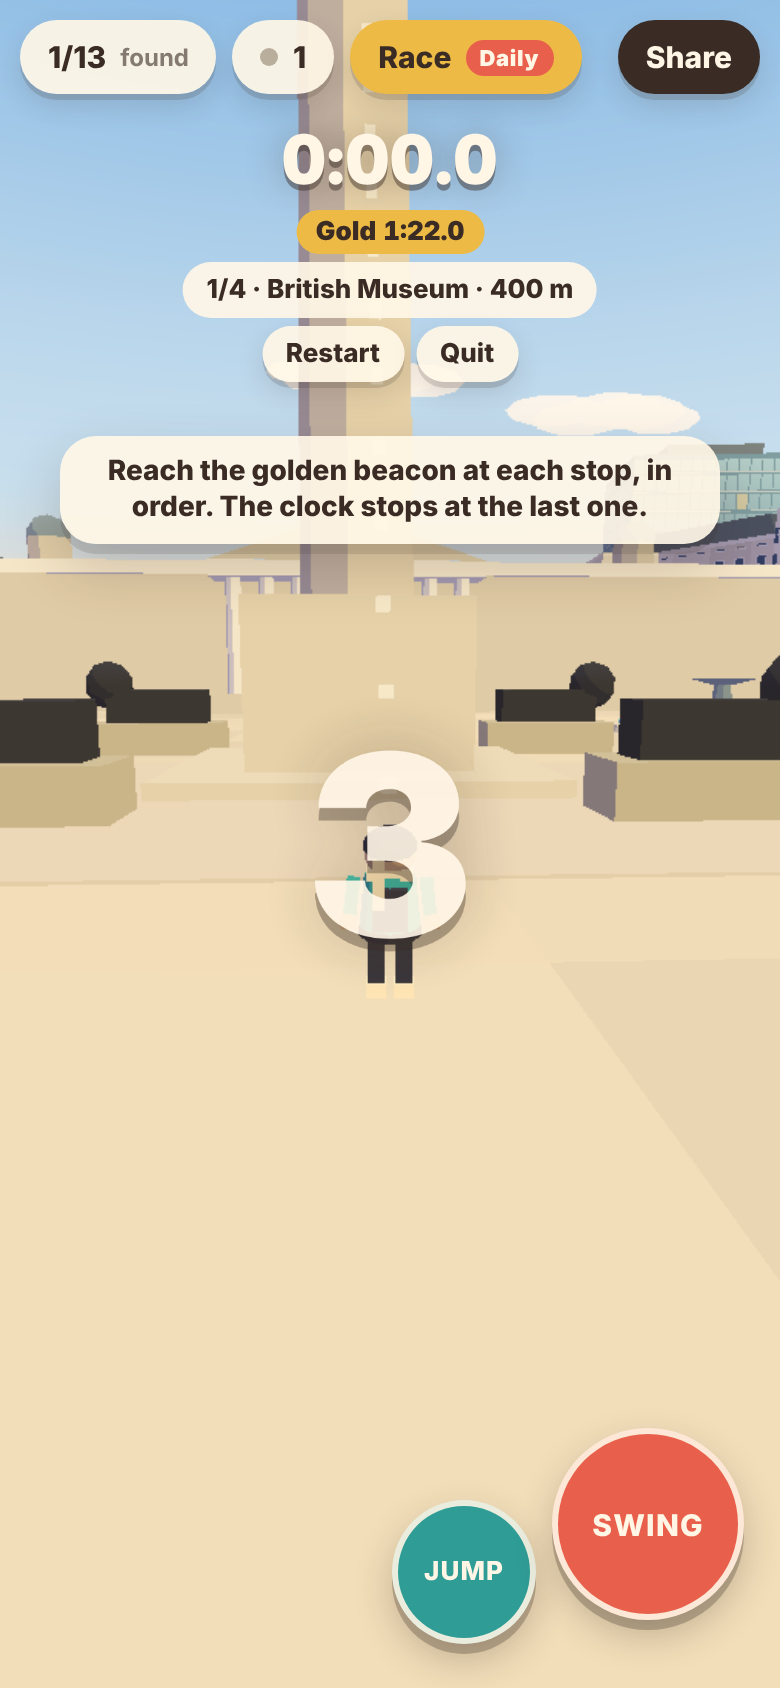 1/13 found
1
Race Daily
Share
0:00.0
Gold 1:22.0
1/4 · British Museum · 400 m
Restart
Quit
Reach the golden beacon at each stop, in
order. The clock stops at the last one.
3
SWING
JUMP